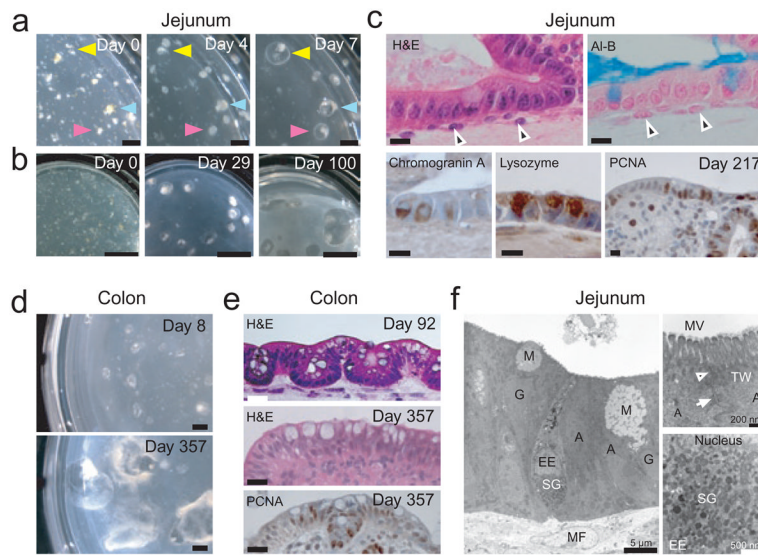 a
Jejunum
Day 0
Day 4
Day 7
b
Day 0
Day 29
Day 100
c
Jejunum
H&E
Al-B
Chromogranin A
Lysozyme
PCNA
Day 217
d
Colon
Day 8
Day 357
e
Colon
H&E
Day 92
H&E
Day 357
PCNA
Day 357
f
Jejunum
M
G
M
A
A
EE
G
SG
MF
5 µm
MV
TW
A
A
200 nm
Nucleus
SG
EE
500 nm